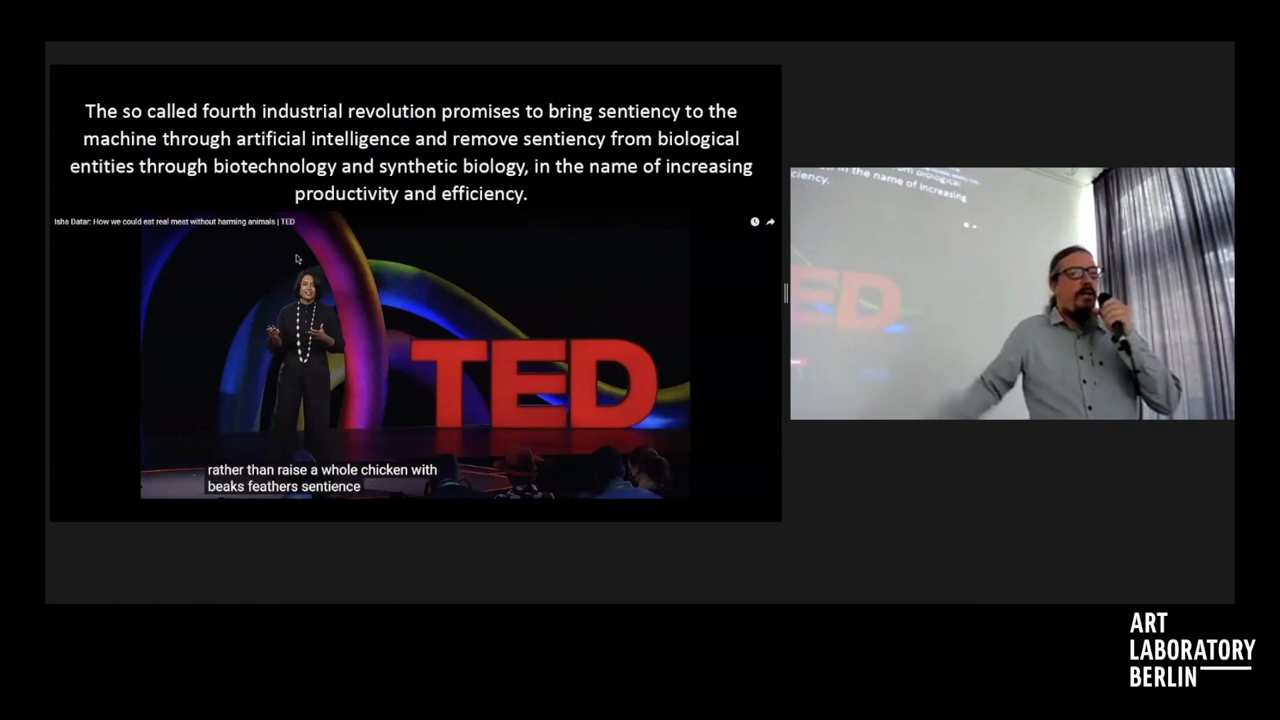 The so called fourth industrial revolution promises to bring sentiency to the
machine through artificial intelligence and remove sentiency from biological
entities through biotechnology and synthetic biology, in the name of increasing
productivity and efficiency.
Isha Datar: How we could eat real meat without harming animals | TED
TED
rather than raise a whole chicken with
beaks feathers sentience
ciency.
in the name of increasing
ED
ART
LABORATORY
BERLIN